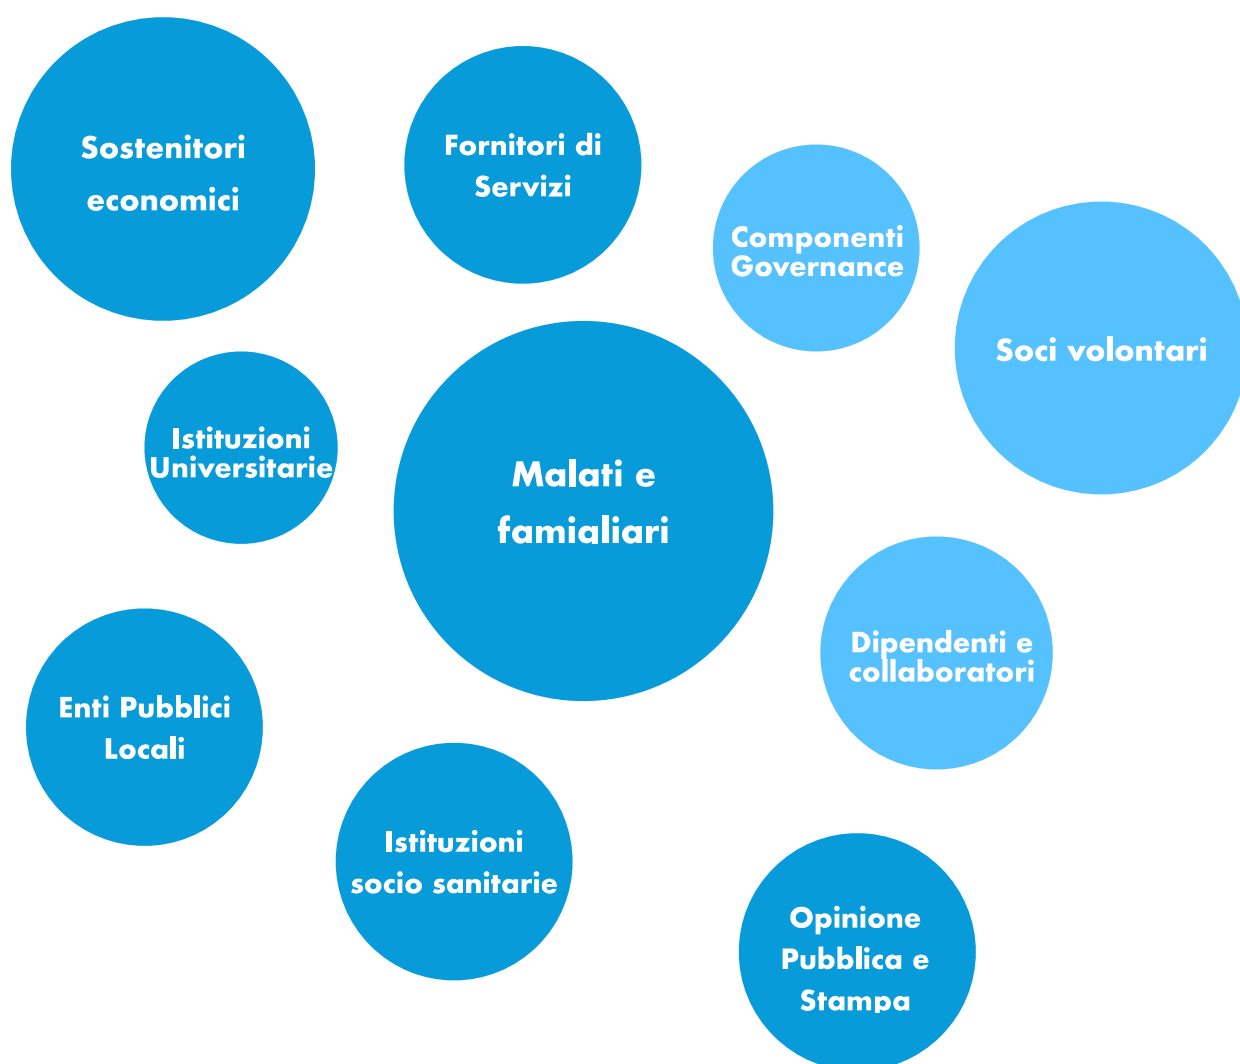 Sostenitori
economici
Fornitori di
Servizi
Componenti
Governance
Soci volontari
Istituzioni
Universitarie
Malati e
famialiari
Dipendenti e
collaboratori
Enti Pubblici
Locali
Istituzioni
socio sanitarie
Opinione
Pubblica e
Stampa